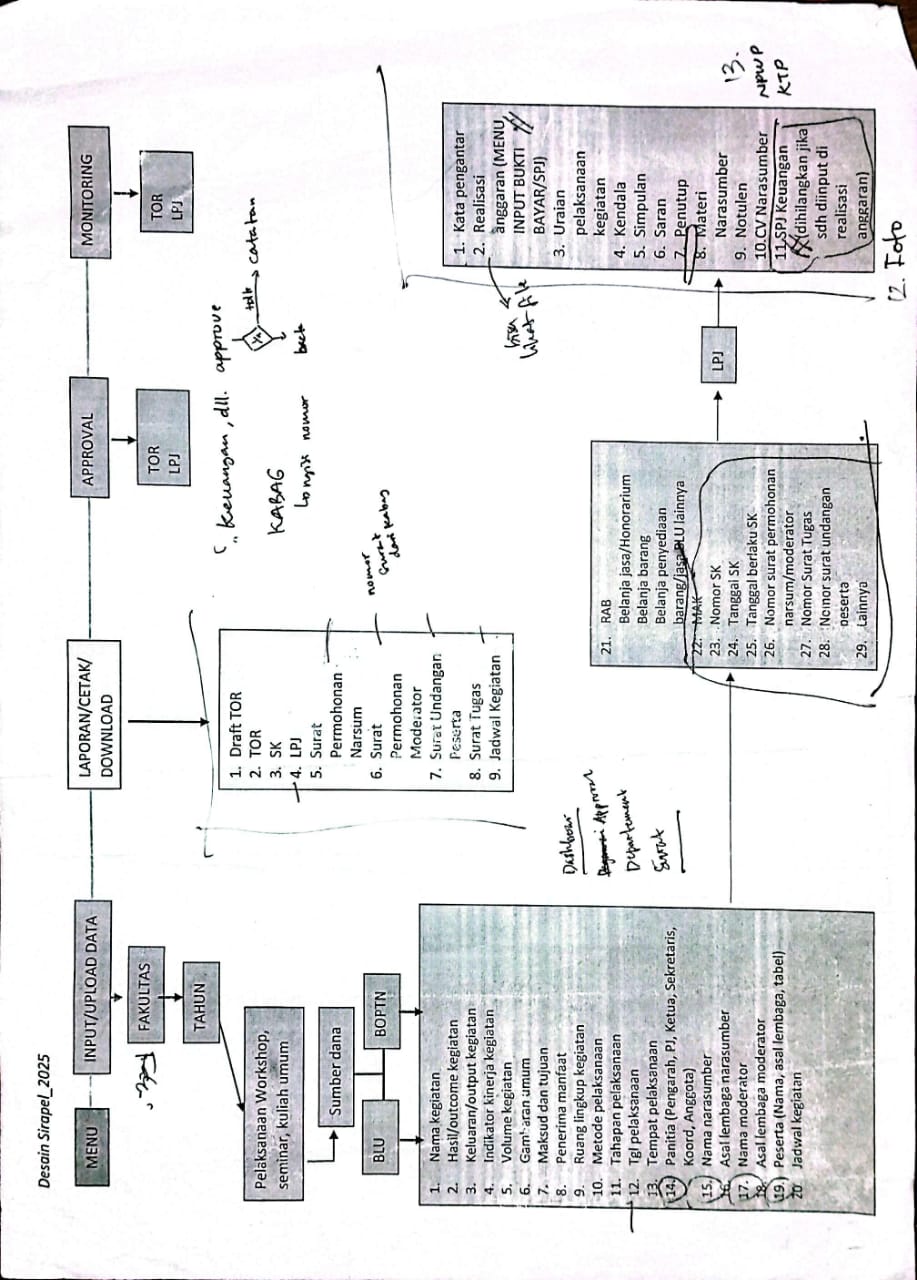 Desain Sirapel_2025
MENU
INPUT/UPLOAD DATA
LAPORAN/CETAK/
DOWNLOAD
APPROVAL
MONITORING
FAKULTAS
TAHUN
TOR
LPJ
TOR
LPJ
Pelaksanaan Workshop,
seminar, kuliah umum
Sumber dana
BLU
BOPTN
1. Nama kegiatan
2. Hasil/outcome kegiatan
3. Keluaran/output kegiatan
4. Indikator kinerja kegiatan
5. Volume kegiatan
6. Gambaran umum
7. Maksud dan tujuan
8. Penerima manfaat
9. Ruang lingkup kegiatan
10. Metode pelaksanaan
11. Tahapan pelaksanaan
12. Tgl pelaksanaan
13. Tempat pelaksanaan
14. Panitia (Pengarah, PJ, Ketua, Sekretaris,
Koord, Anggota)
15. Nama narasumber
16. Asal lembaga narasumber
17. Nama moderator
18. Asal lembaga moderator
19. Peserta (Nama, asal lembaga, tabel)
20. Jadwal kegiatan
1. Draft TOR
2. TOR
3. SK
4. LPJ
5. Surat
Permohonan
Narsum
6. Surat
Permohonan
Moderator
7. Surat Undangan
Peserta
8. Surat Tugas
9. Jadwal Kegiatan
nomor
surat
dari kabag
Keuangan, dll. approve
catatan
back
KABAG
nomor
Dashboar
Approval
Departement
Surat
21. RAB
Belanja jasa/Honorarium
Belanja barang
Belanja penyediaan
barang/jasa BLU lainnya
22. MAK
23. Nomor SK
24. Tanggal SK
25. Tanggal berlaku SK
26. Nomor surat permohonan
narsum/moderator
27. Nomor Surat Tugas
28. Nomor surat undangan
peserta
29. Lainnya
LPJ
bisa
lihat file
1. Kata pengantar
2. Realisasi
anggaran (MENU
INPUT BUKTI
BAYAR/SPJ)
3. Uraian
pelaksanaan
kegiatan
4. Kendala
5. Simpulan
6. Saran
7. Penutup
8. Materi
Narasumber
9. Notulen
10.CV Narasumber
11.SPJ Keuangan
(dihilangkan jika
sdh diinput di
realisasi
anggaran)
12. Foto
13.
NPWP
KTP